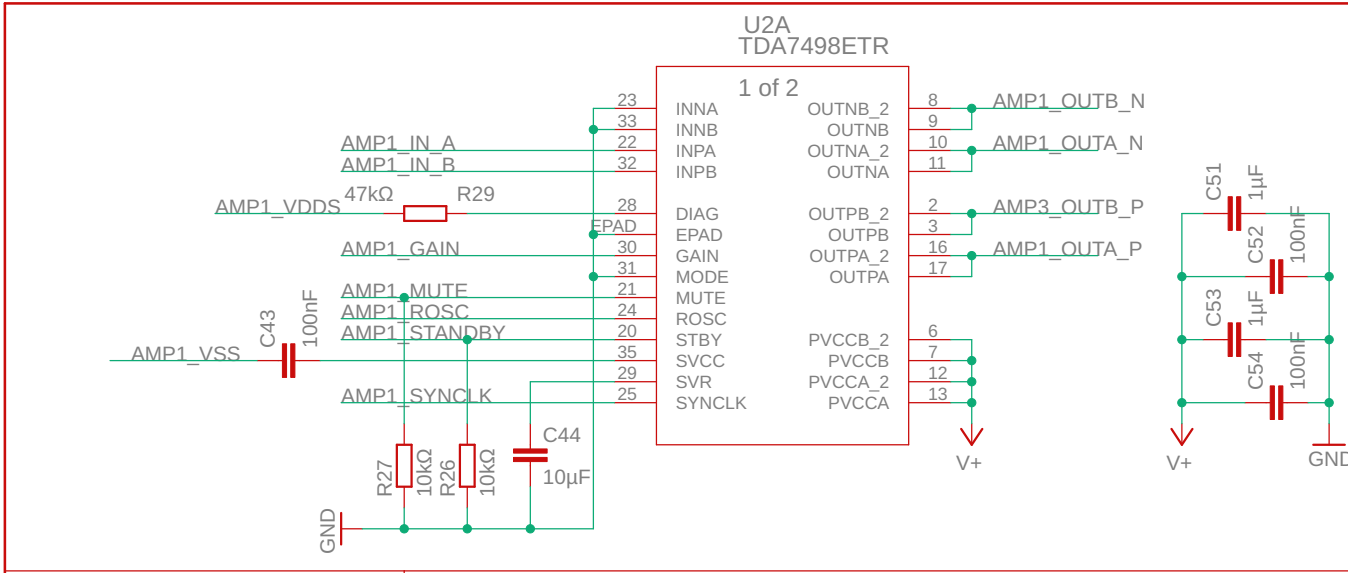 U2A
TDA7498ETR
1 of 2
23 INNA OUTNB_2 8 AMP1_OUTB_N
33 INNB OUTNB 9
AMP1_IN_A 22 INPA OUTNA_2 10 AMP1_OUTA_N
AMP1_IN_B 32 INPB OUTNA 11
47kΩ R29
AMP1_VDDS 28 DIAG OUTPB_2 2 AMP3_OUTB_P
EPAD EPAD OUTPB 3
AMP1_GAIN 30 GAIN OUTPA_2 16 AMP1_OUTA_P
31 MODE OUTPA 17
AMP1_MUTE 21 MUTE
AMP1_ROSC 24 ROSC
AMP1_STANDBY 20 STBY PVCCB_2 6
AMP1_VSS 35 SVCC PVCCB 7
29 SVR PVCCA_2 12
AMP1_SYNCLK 25 SYNCLK PVCCA 13
C43
100nF
R27
10kΩ
R26
10kΩ
C44
10µF
GND
V+
C51
1µF
C52
100nF
C53
1µF
C54
100nF
V+
GND